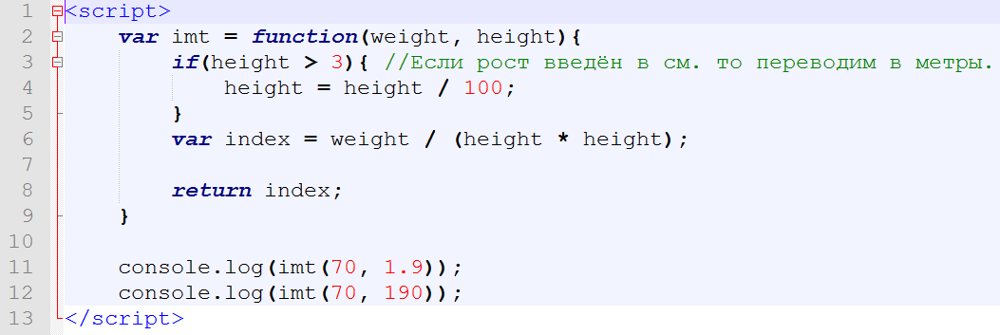 1 <script>
2 var imt = function(weight, height){
3 if(height > 3){ //Если рост введён в см. то переводим в метры.
4 height = height / 100;
5 }
6 var index = weight / (height * height);
7
8 return index;
9 }
10
11 console.log(imt(70, 1.9));
12 console.log(imt(70, 190));
13 </script>